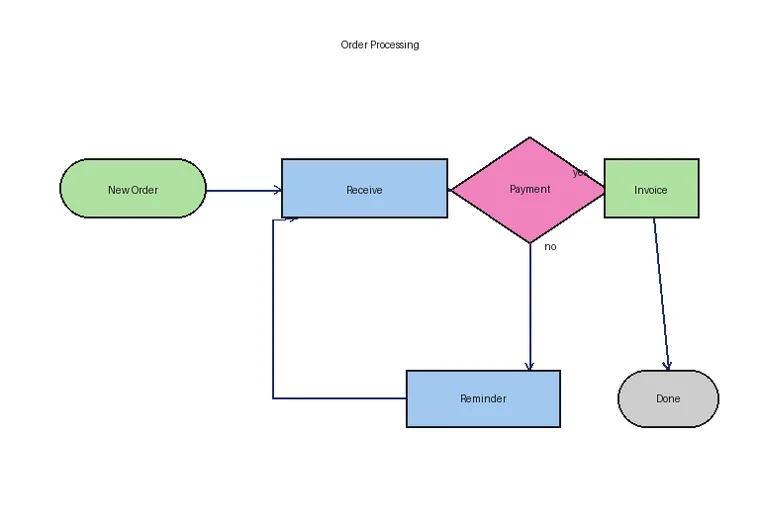 Order Processing
New Order
Receive
Payment
yes
Invoice
no
Reminder
Done